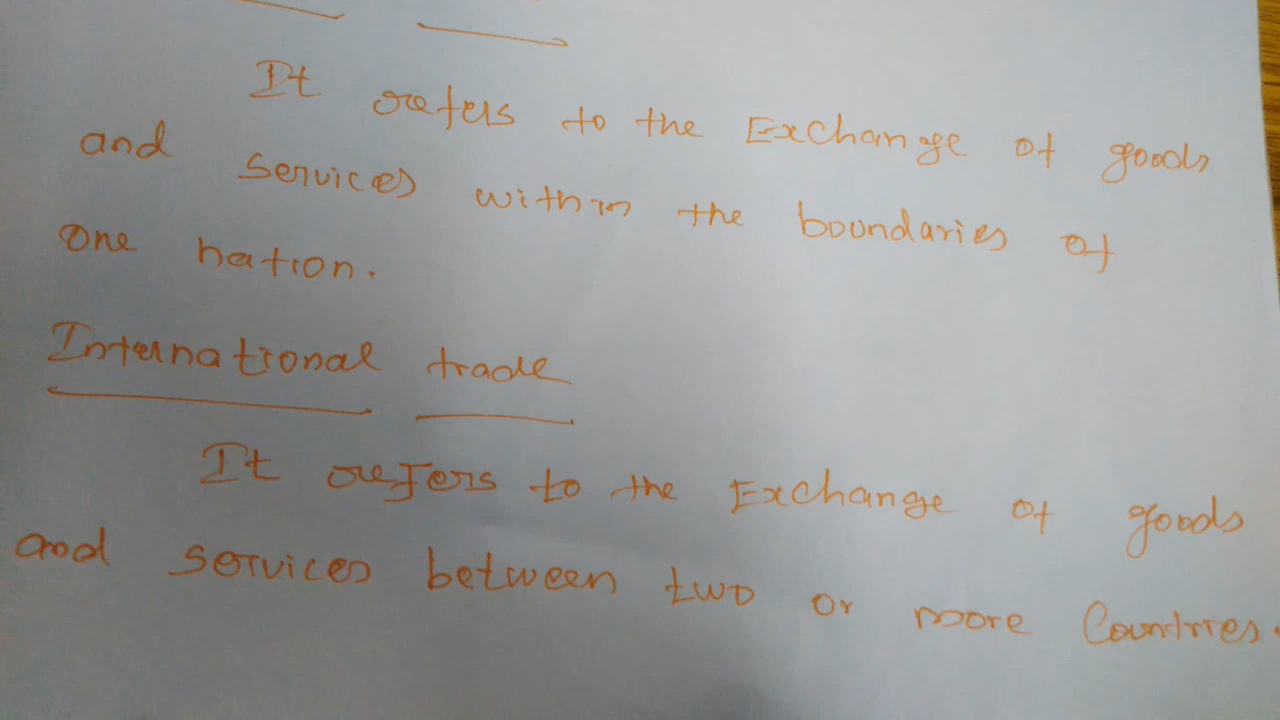 It refers to the Exchange of goods
and services within the boundaries of
one nation.
International trade
It refers to the Exchange of goods
and services between two or more Countries.